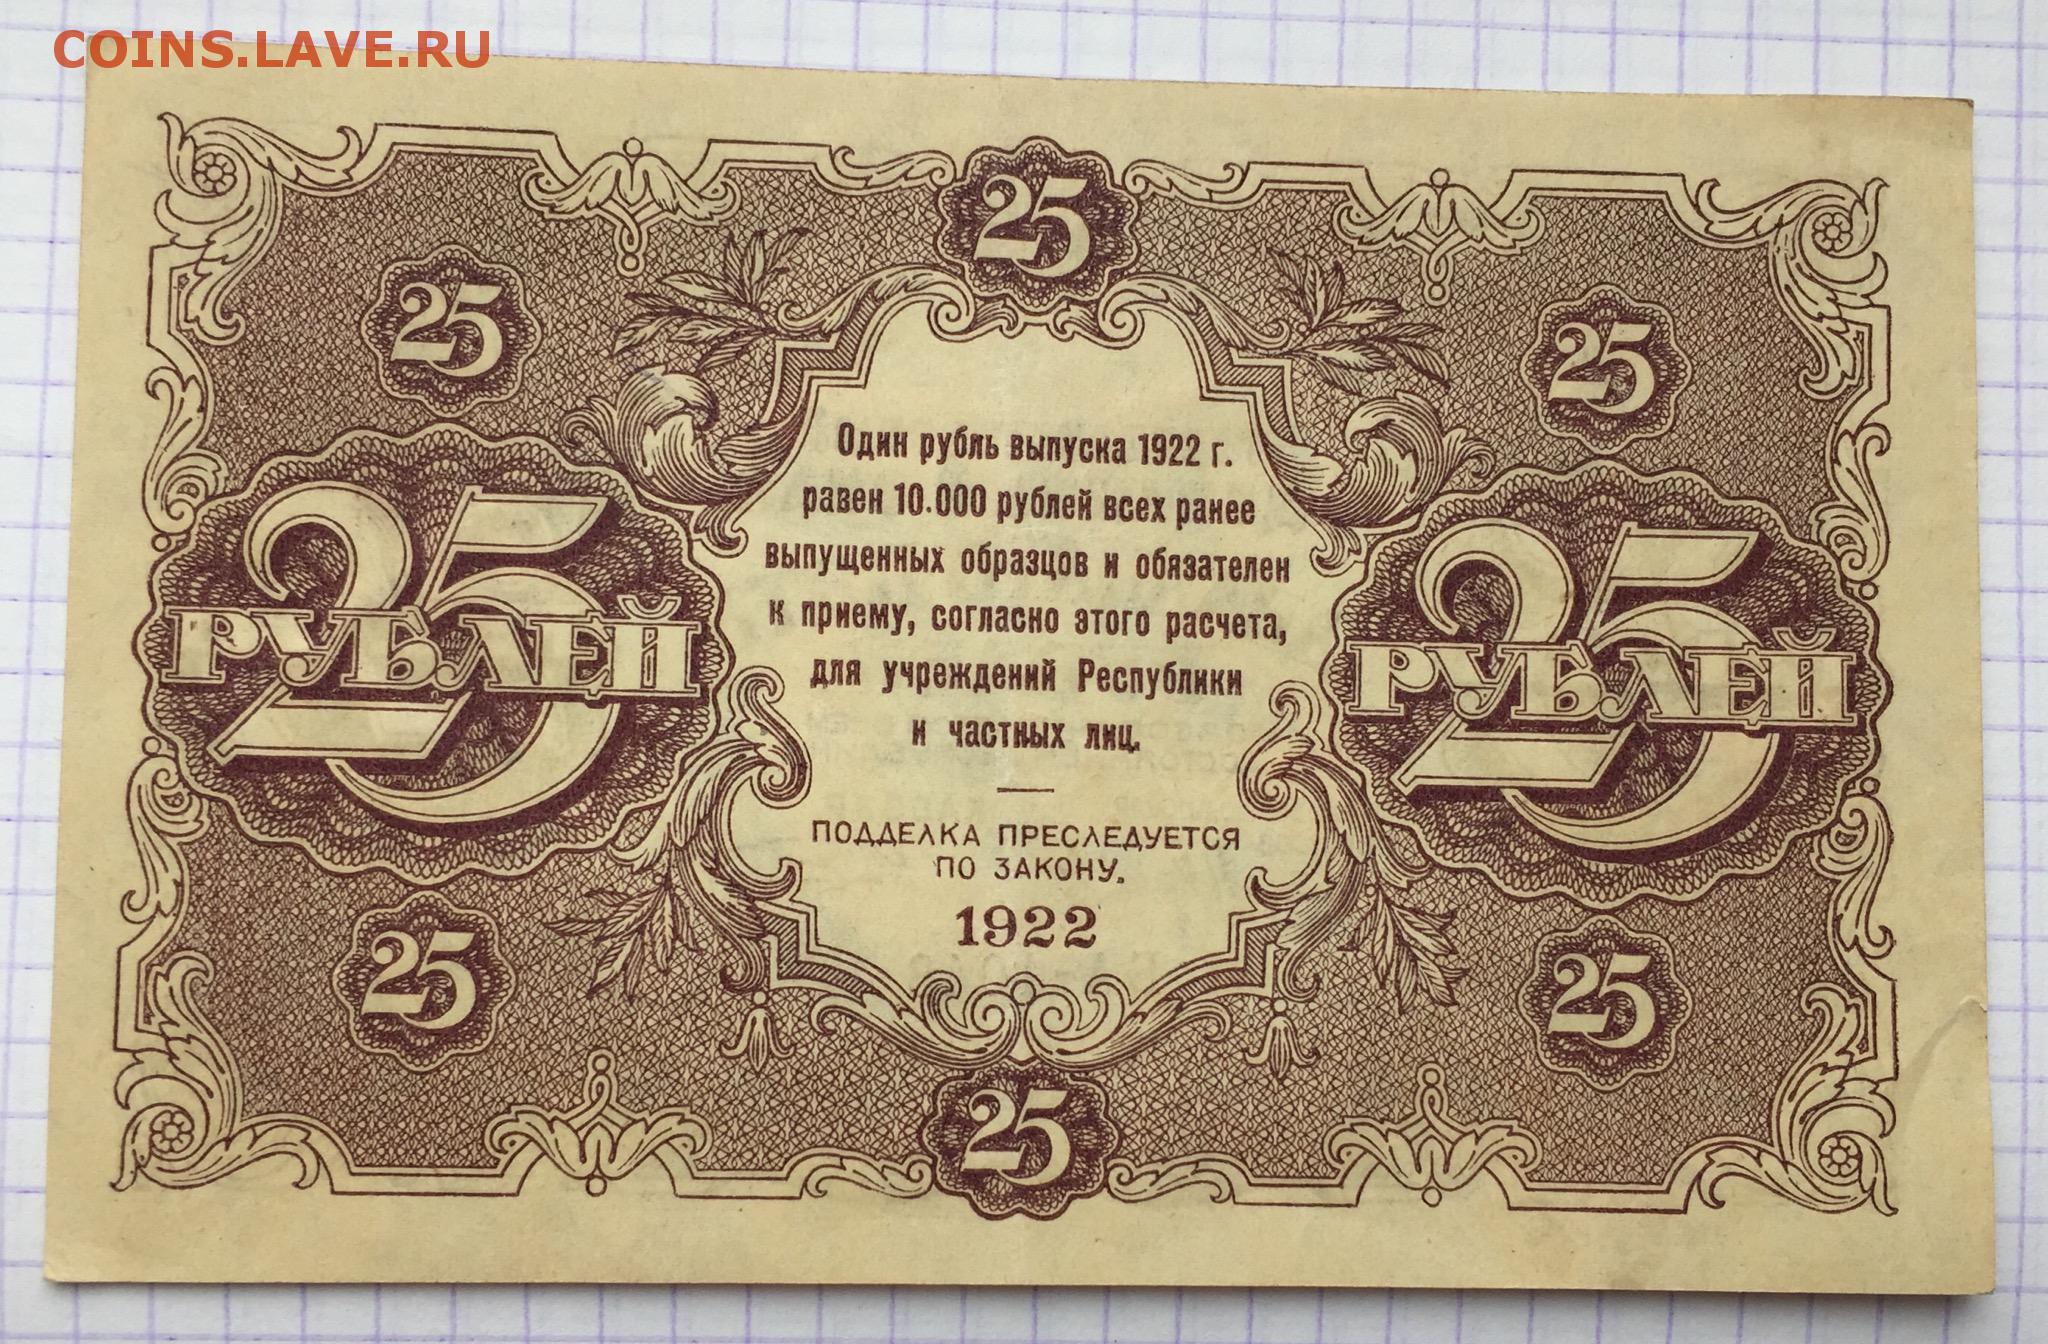 COINS.LAVE.RU
25
25
25
Один рубль выпуска 1922 г.
равен 10.000 рублей всех ранее
выпущенных образцов и обязателен
к приему, согласно этого расчета,
для учреждений Республики
и частных лиц.
25 РУБЛЕЙ
25 РУБЛЕЙ
ПОДДЕЛКА ПРЕСЛЕДУЕТСЯ
ПО ЗАКОНУ.
1922
25
25
25